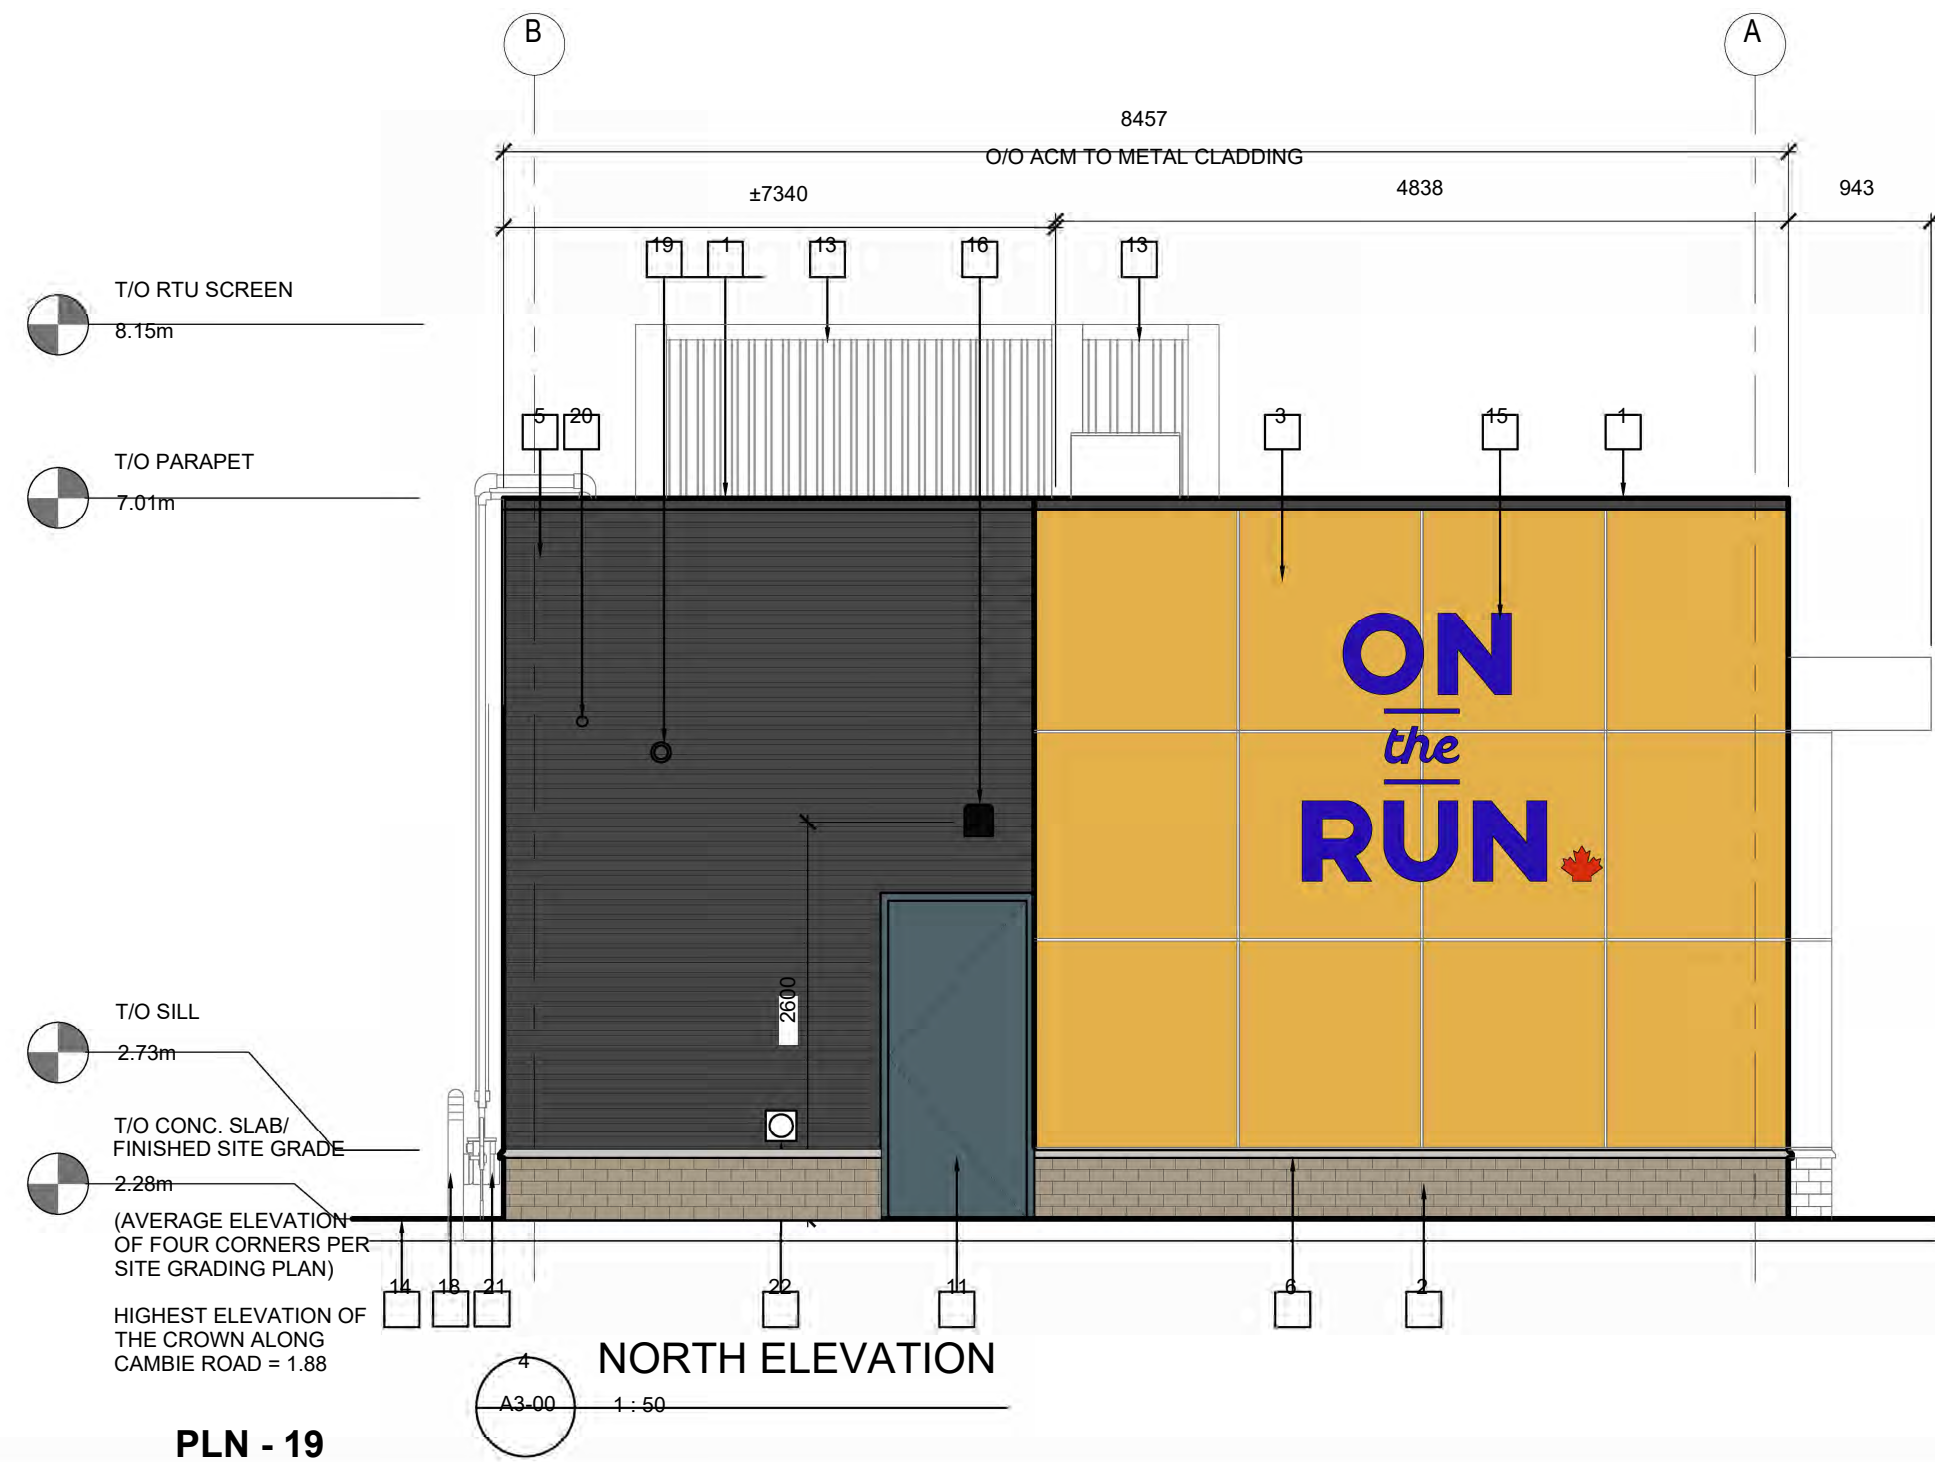 B
A
8457
O/O ACM TO METAL CLADDING
±7340
4838
943
19
1
13
16
13
T/O RTU SCREEN
8.15m
5
20
3
15
1
T/O PARAPET
7.01m
ON
the
RUN
2600
T/O SILL
2.73m
T/O CONC. SLAB/
FINISHED SITE GRADE
2.28m
(AVERAGE ELEVATION
OF FOUR CORNERS PER
SITE GRADING PLAN)
14
18
21
22
11
6
2
HIGHEST ELEVATION OF
THE CROWN ALONG
CAMBIE ROAD = 1.88
4
A3-00
NORTH ELEVATION
1 : 50
PLN - 19